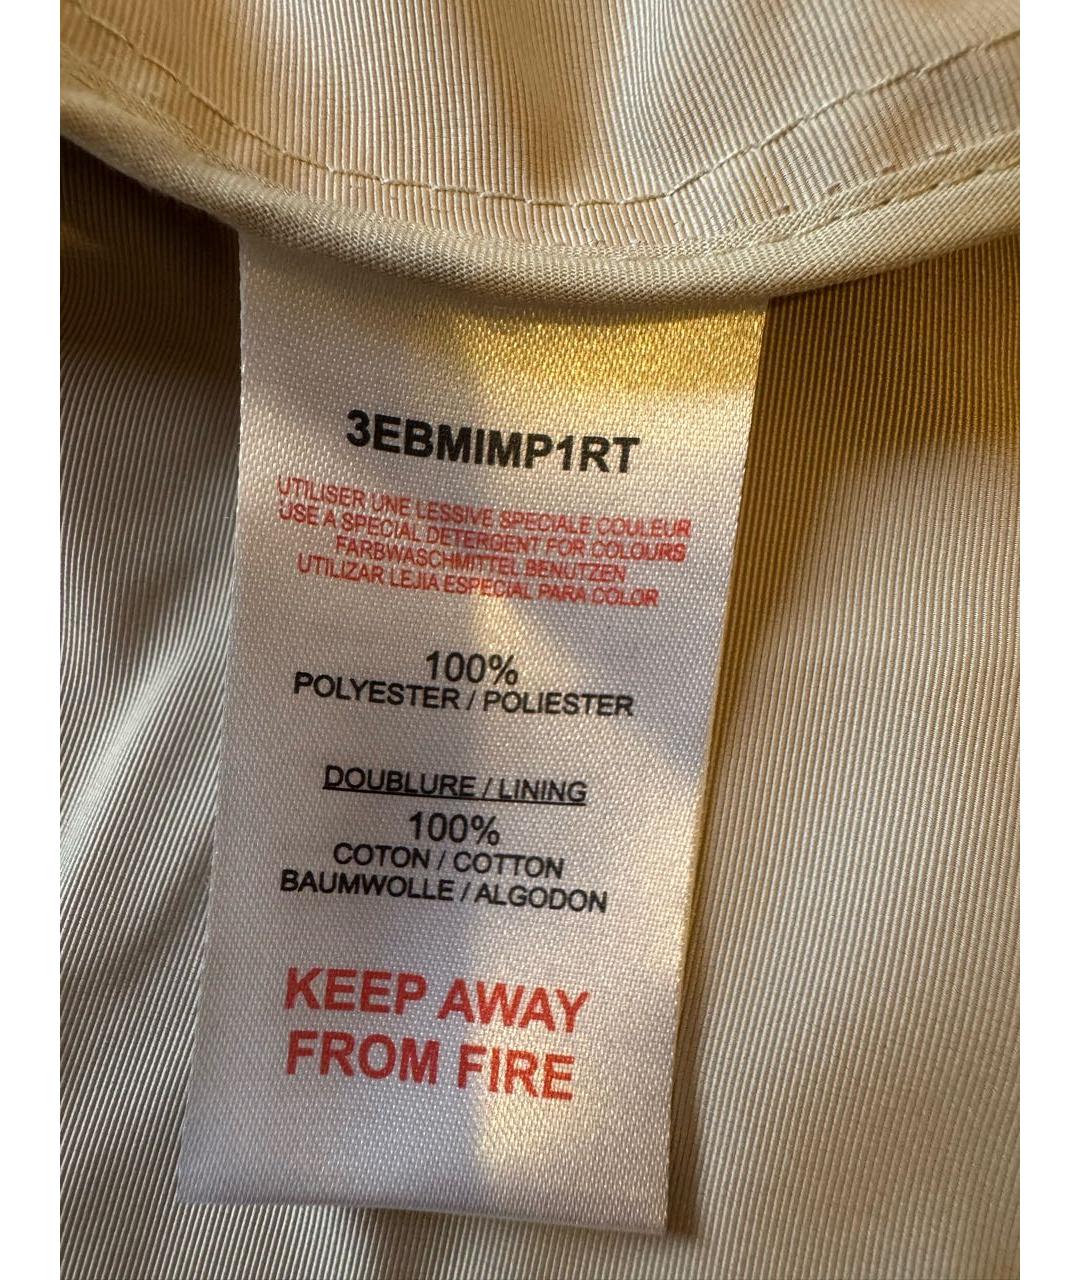 3EBMIMP1RT
UTILISER UNE LESSIVE SPECIALE COULEUR
USE A SPECIAL DETERGENT FOR COLOURS
FARBWASCHMITTEL BENUTZEN
UTILIZAR LEJIA ESPECIAL PARA COLOR
100%
POLYESTER / POLIESTER
DOUBLURE / LINING
100%
COTON / COTTON
BAUMWOLLE / ALGODON
KEEP AWAY
FROM FIRE